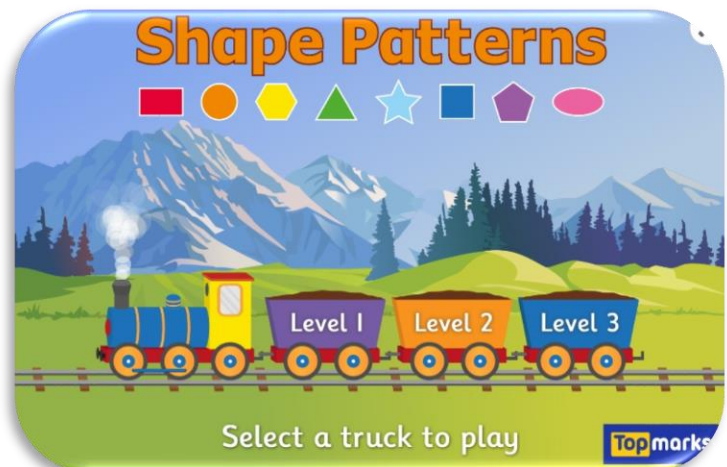 Shape Patterns
Level 1
Level 2
Level 3
Select a truck to play
Topmarks